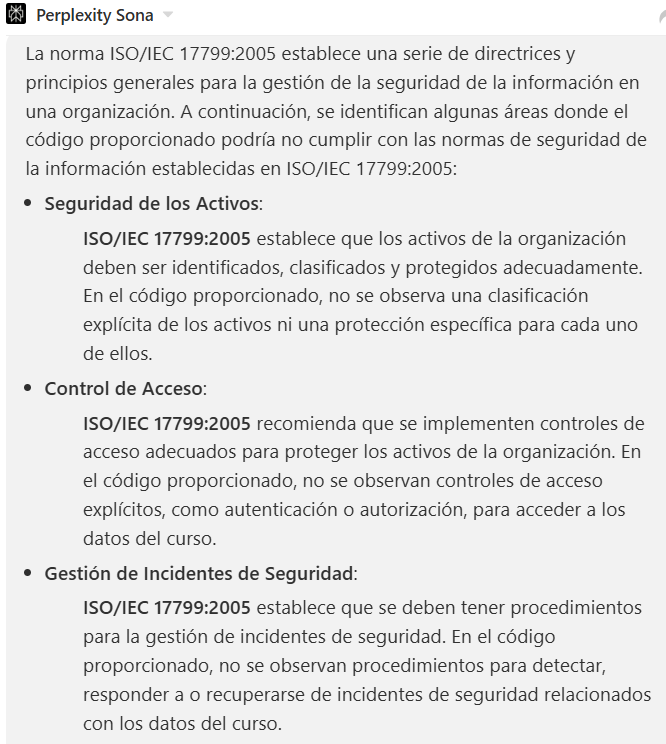 Perplexity Sona
La norma ISO/IEC 17799:2005 establece una serie de directrices y
principios generales para la gestión de la seguridad de la información en
una organización. A continuación, se identifican algunas áreas donde el
código proporcionado podría no cumplir con las normas de seguridad de
la información establecidas en ISO/IEC 17799:2005:
• Seguridad de los Activos:
ISO/IEC 17799:2005 establece que los activos de la organización
deben ser identificados, clasificados y protegidos adecuadamente.
En el código proporcionado, no se observa una clasificación
explícita de los activos ni una protección específica para cada uno
de ellos.
• Control de Acceso:
ISO/IEC 17799:2005 recomienda que se implementen controles de
acceso adecuados para proteger los activos de la organización. En
el código proporcionado, no se observan controles de acceso
explícitos, como autenticación o autorización, para acceder a los
datos del curso.
• Gestión de Incidentes de Seguridad:
ISO/IEC 17799:2005 establece que se deben tener procedimientos
para la gestión de incidentes de seguridad. En el código
proporcionado, no se observan procedimientos para detectar,
responder a o recuperarse de incidentes de seguridad relacionados
con los datos del curso.